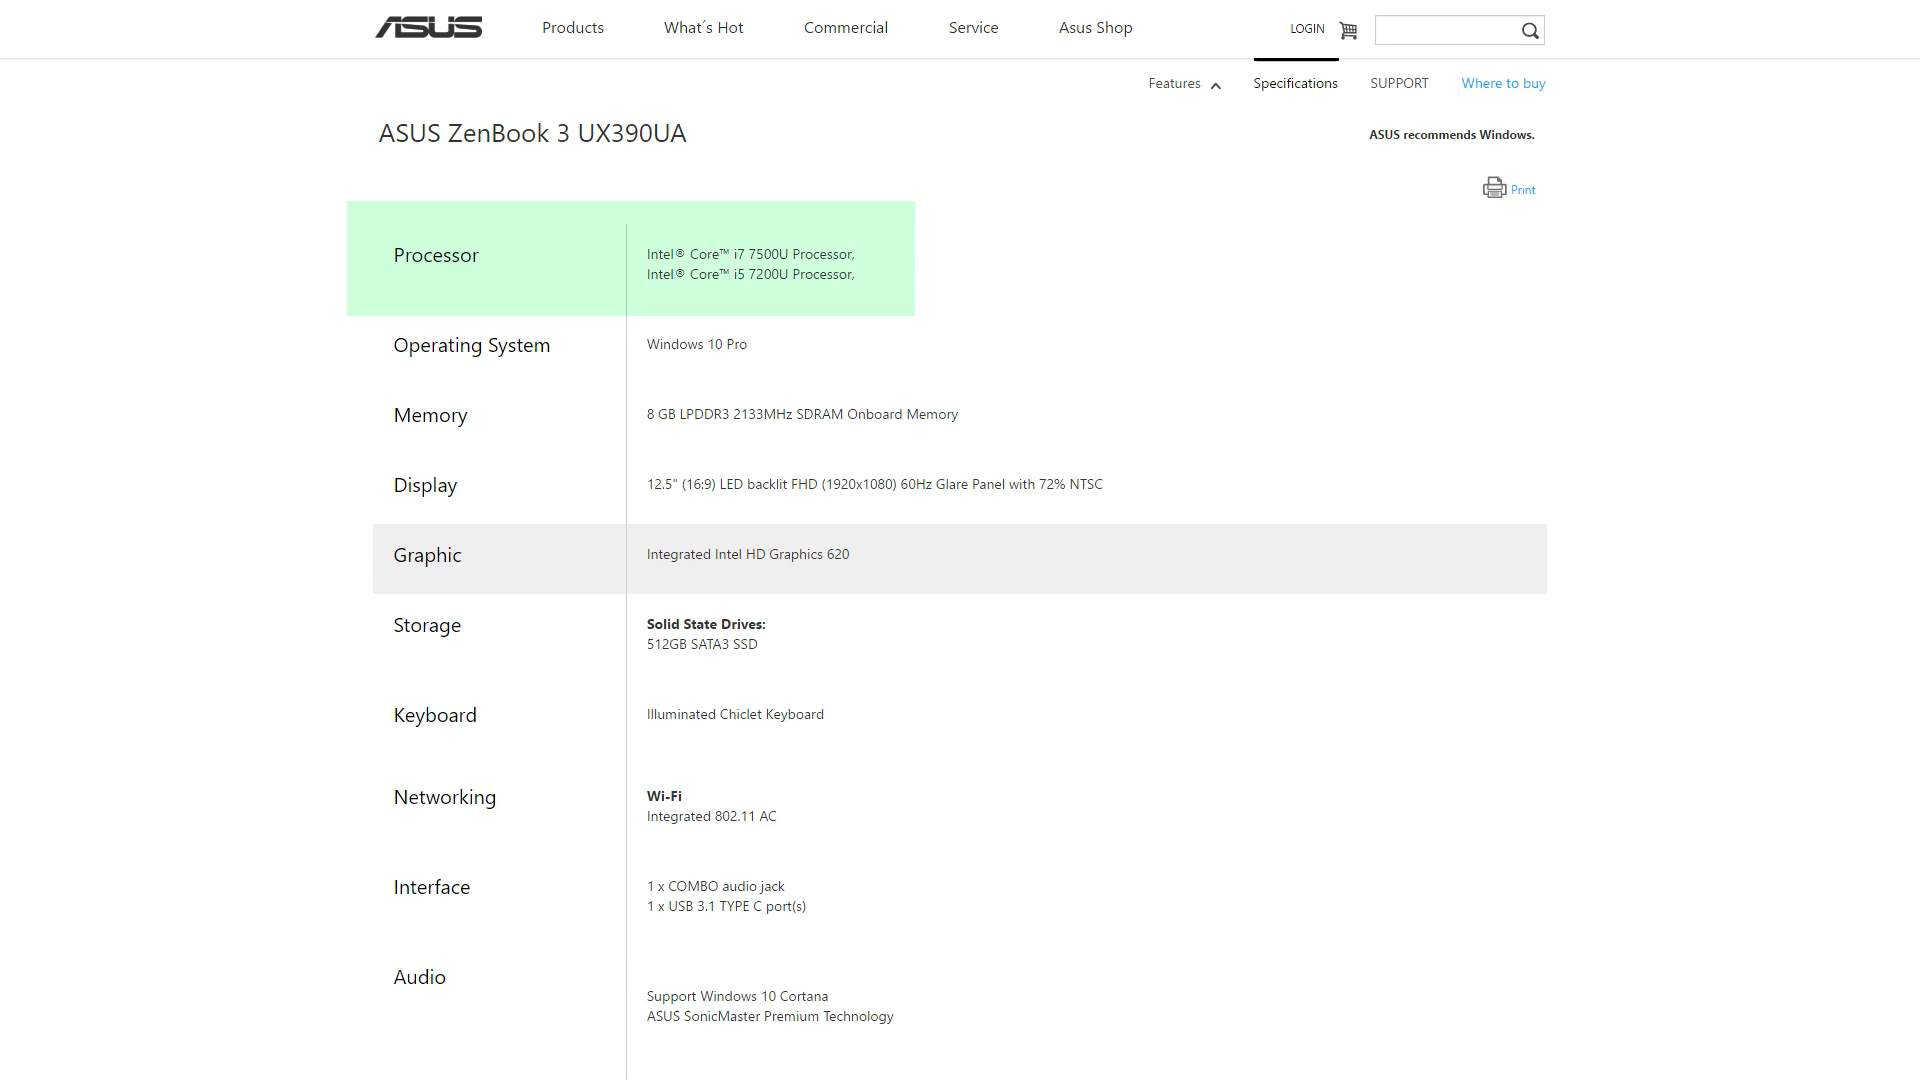 ASUS
Products What´s Hot Commercial Service Asus Shop LOGIN
Features Specifications SUPPORT Where to buy
ASUS ZenBook 3 UX390UA
ASUS recommends Windows.
Print
Processor
Intel® Core™ i7 7500U Processor,
Intel® Core™ i5 7200U Processor,
Operating System
Windows 10 Pro
Memory
8 GB LPDDR3 2133MHz SDRAM Onboard Memory
Display
12.5" (16:9) LED backlit FHD (1920x1080) 60Hz Glare Panel with 72% NTSC
Graphic
Integrated Intel HD Graphics 620
Storage
Solid State Drives:
512GB SATA3 SSD
Keyboard
Illuminated Chiclet Keyboard
Networking
Wi-Fi
Integrated 802.11 AC
Interface
1 x COMBO audio jack
1 x USB 3.1 TYPE C port(s)
Audio
Support Windows 10 Cortana
ASUS SonicMaster Premium Technology